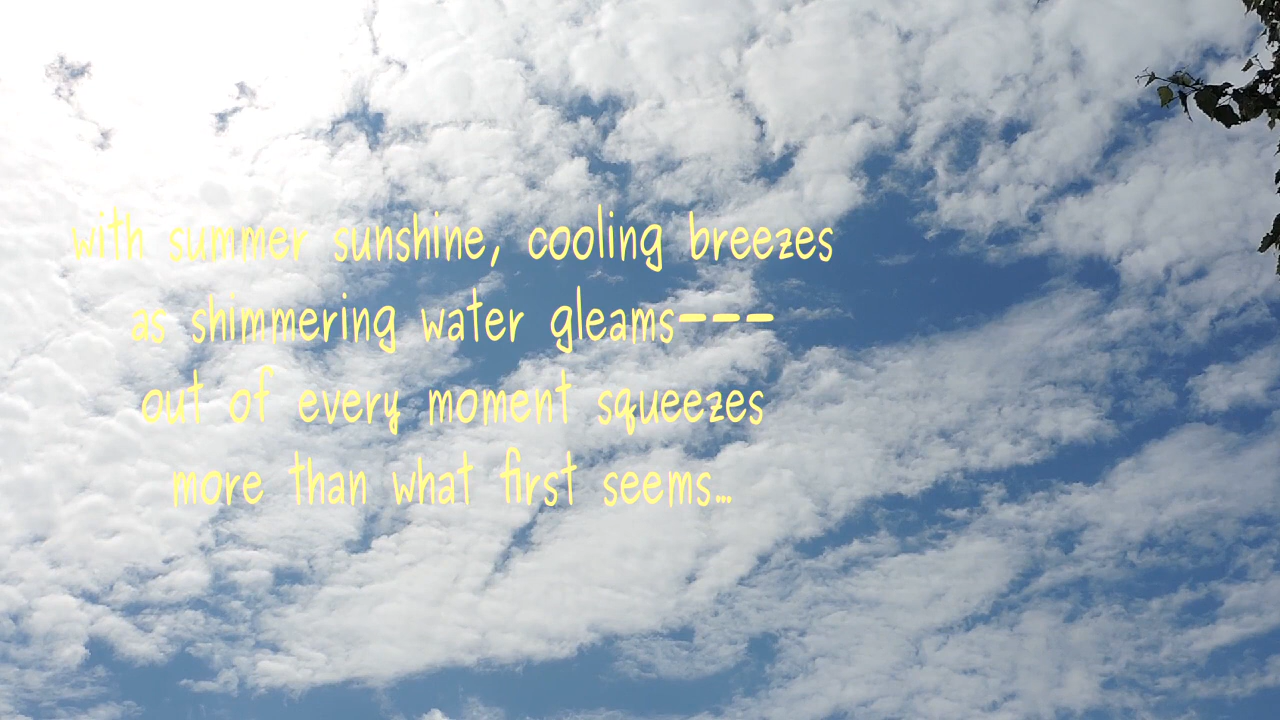 with summer sunshine, cooling breezes
as shimmering water gleams---
out of every moment squeezes
more than what first seems...